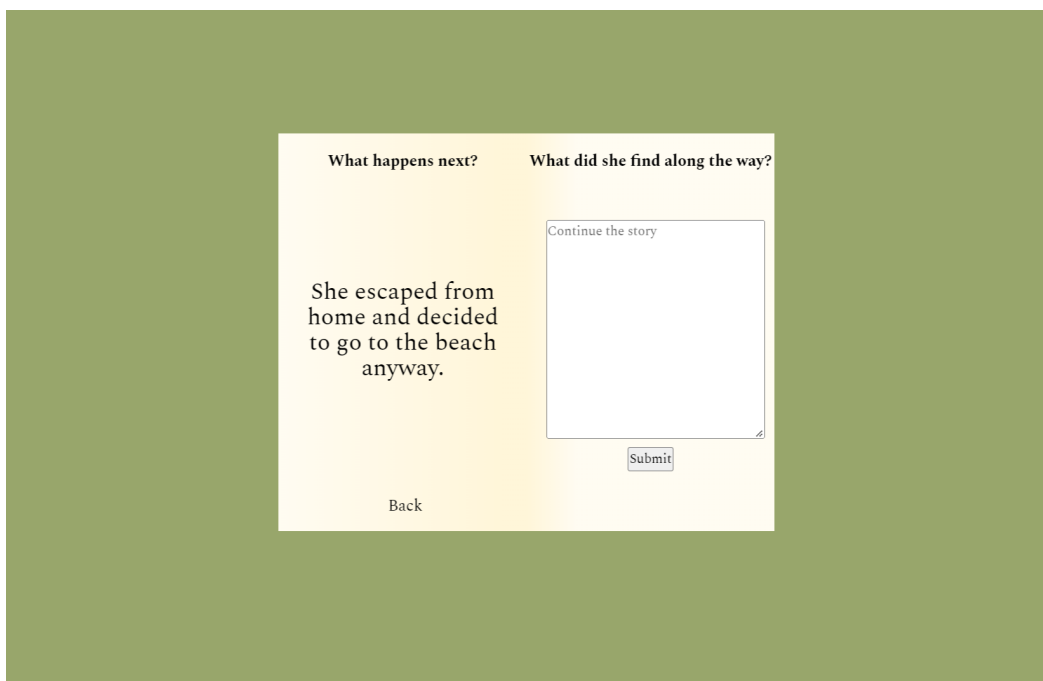 What happens next?
She escaped from
home and decided
to go to the beach
anyway.
Back
What did she find along the way?
Continue the story
Submit